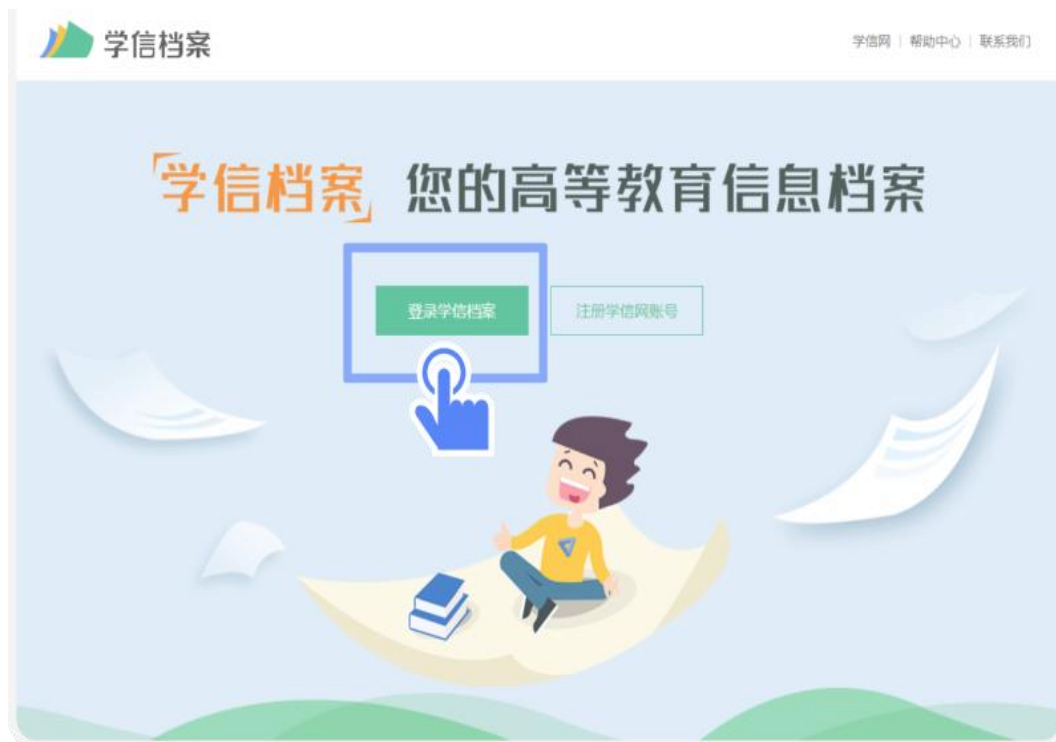 学信档案
学信网 | 帮助中心 | 联系我们
「学信档案」 您的高等教育信息档案
登录学信档案
注册学信网账号